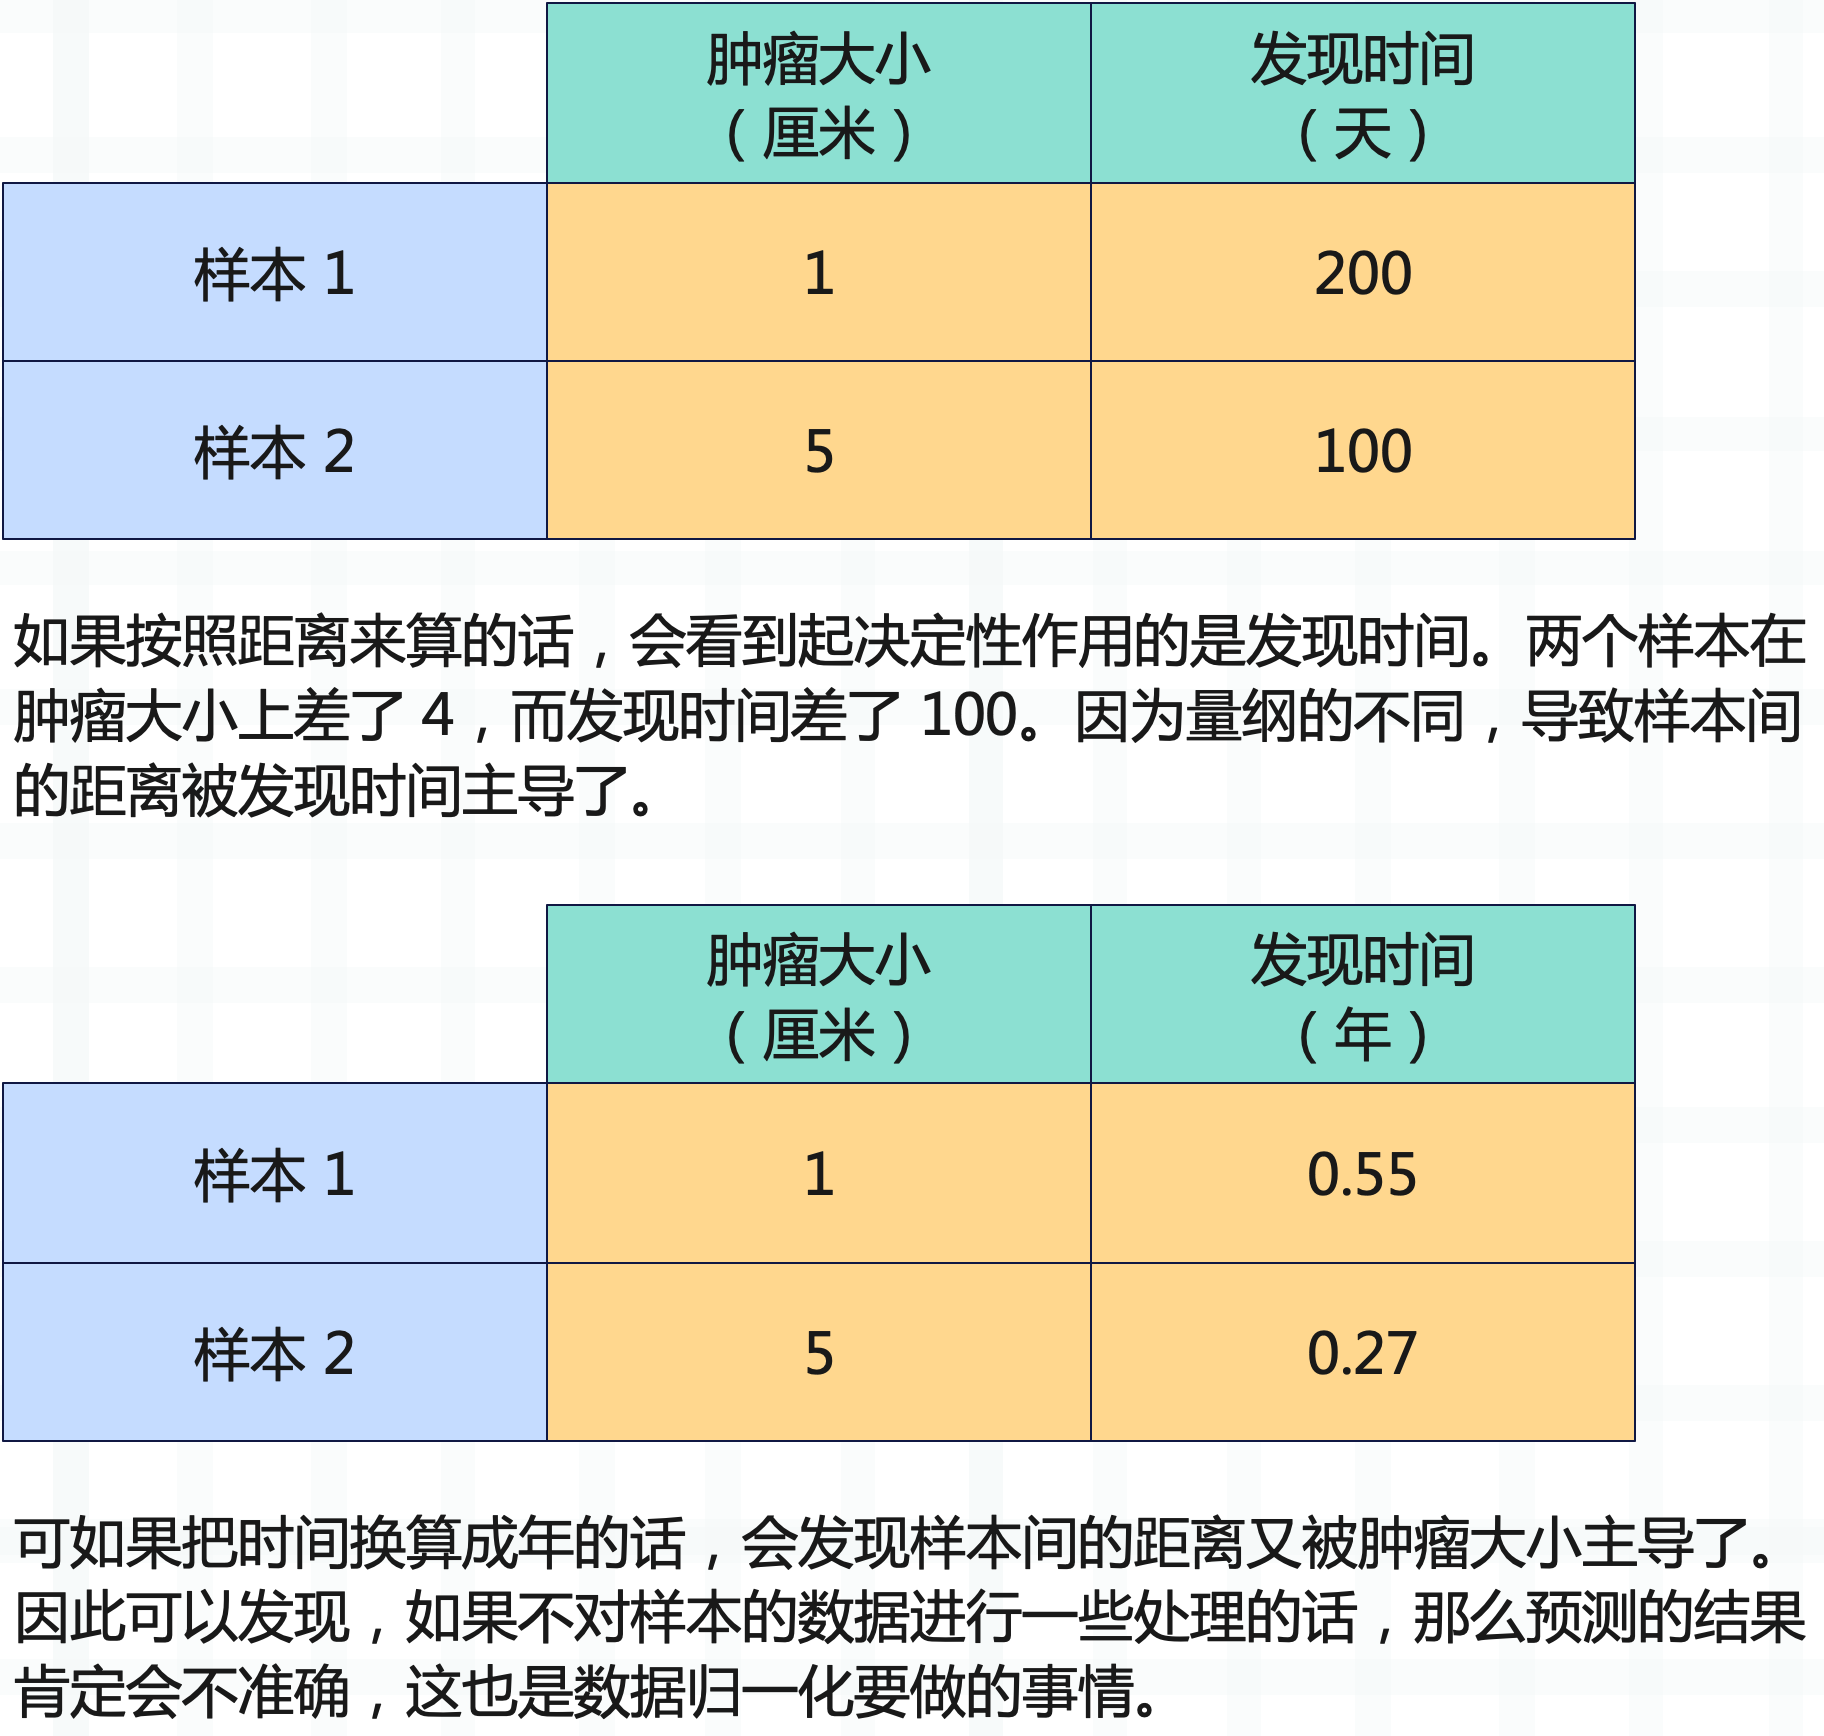 肿瘤大小 发现时间
（厘米） （天）
样本 1 1 200
样本 2 5 100
如果按照距离来算的话，会看到起决定性作用的是发现时间。两个样本在
肿瘤大小上差了 4，而发现时间差了 100。因为量纲的不同，导致样本间
的距离被发现时间主导了。
肿瘤大小 发现时间
（厘米） （年）
样本 1 1 0.55
样本 2 5 0.27
可如果把时间换算成年的话，会发现样本间的距离又被肿瘤大小主导了。
因此可以发现，如果不对样本的数据进行一些处理的话，那么预测的结果
肯定会不准确，这也是数据归一化要做的事情。